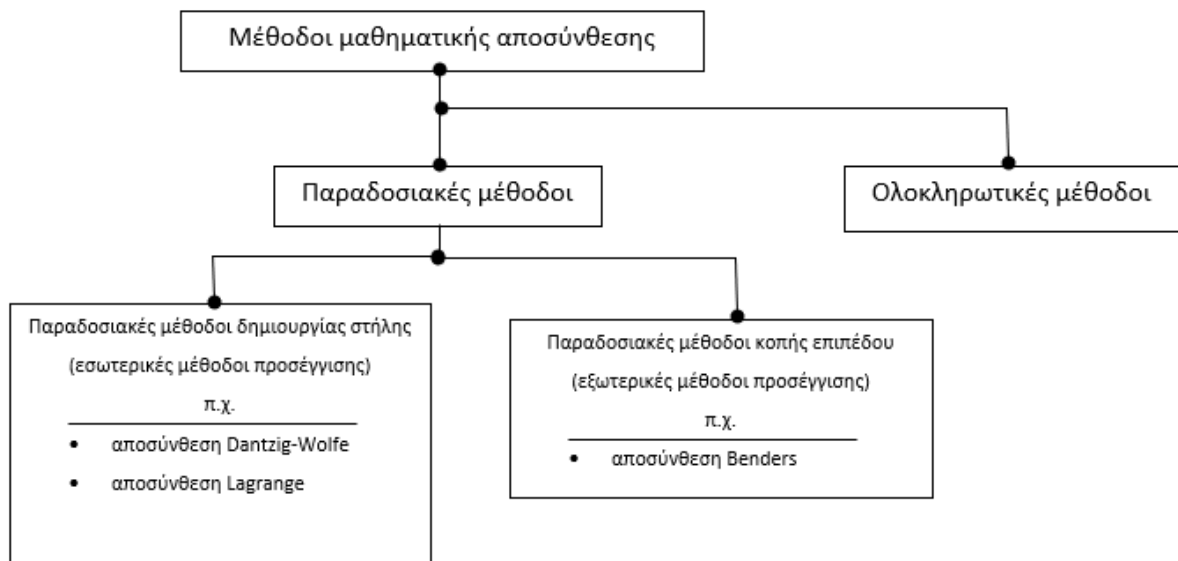 Μέθοδοι μαθηματικής αποσύνθεσης
Παραδοσιακές μέθοδοι
Ολοκληρωτικές μέθοδοι
Παραδοσιακές μέθοδοι δημιουργίας στήλης
(εσωτερικές μέθοδοι προσέγγισης)
π.χ.
• αποσύνθεση Dantzig-Wolfe
• αποσύνθεση Lagrange
Παραδοσιακές μέθοδοι κοπής επιπέδου
(εξωτερικές μέθοδοι προσέγγισης)
π.χ.
• αποσύνθεση Benders